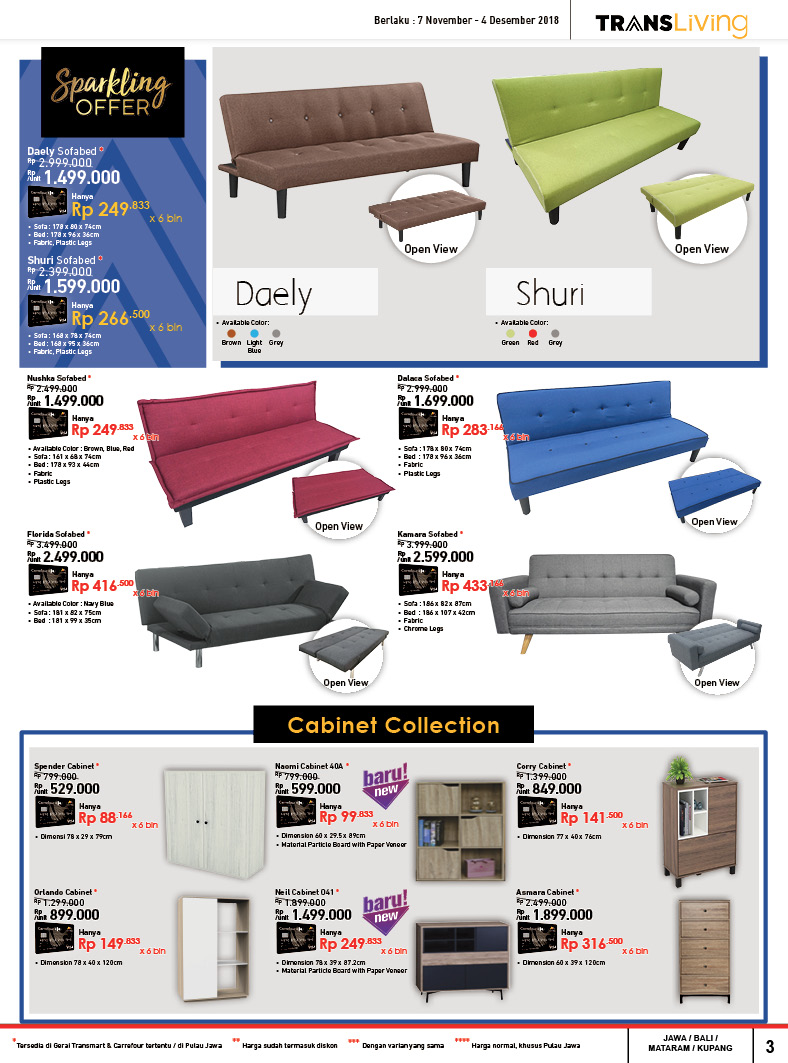 Berlaku : 7 November - 4 Desember 2018
TRANSLiving
Sparkling
OFFER
Daely Sofabed *
Rp 2.999.000
Rp /unit 1.499.000
Hanya
Rp 249.833 x 6 bln
• Sofa : 178 x 80 x 74cm
• Bed : 178 x 96 x 36cm
• Fabric, Plastic Legs
Shuri Sofabed *
Rp 2.399.000
Rp /unit 1.599.000
Hanya
Rp 266.500 x 6 bln
• Sofa : 168 x 78 x 74cm
• Bed : 168 x 95 x 36cm
• Fabric, Plastic Legs
Open View
Daely
• Available Color :
Brown Light Blue Grey
Open View
Shuri
• Available Color :
Green Red Grey
Nushka Sofabed *
Rp 2.499.000
Rp /unit 1.499.000
Hanya
Rp 249.833 x 6 bln
• Available Color : Brown, Blue, Red
• Sofa : 161 x 68 x 74cm
• Bed : 178 x 93 x 44cm
• Fabric
• Plastic Legs
Open View
Dalaca Sofabed *
Rp 2.999.000
Rp /unit 1.699.000
Hanya
Rp 283.166 x 6 bln
• Sofa : 178 x 80 x 74cm
• Bed : 178 x 96 x 36cm
• Fabric
• Plastic Legs
Open View
Florida Sofabed *
Rp 3.499.000
Rp /unit 2.499.000
Hanya
Rp 416.500 x 6 bln
• Available Color : Navy Blue
• Sofa : 181 x 82 x 75cm
• Bed : 181 x 99 x 35cm
Open View
Kamara Sofabed *
Rp 3.999.000
Rp /unit 2.599.000
Hanya
Rp 433.166 x 6 bln
• Sofa : 186 x 82 x 87cm
• Bed : 186 x 107 x 42cm
• Fabric
• Chrome Legs
Open View
Cabinet Collection
Spender Cabinet *
Rp 799.000
Rp /unit 529.000
Hanya
Rp 88.166 x 6 bln
• Dimensi 78 x 29 x 79cm
Naomi Cabinet 40A *
Rp 799.000
Rp /unit 599.000
Hanya
Rp 99.833 x 6 bln
• Dimension 60 x 29.5 x 89cm
• Material Particle Board with Paper Veneer
baru!
new
Corry Cabinet *
Rp 1.399.000
Rp /unit 849.000
Hanya
Rp 141.500 x 6 bln
• Dimension 77 x 40 x 76cm
Orlando Cabinet *
Rp 1.299.000
Rp /unit 899.000
Hanya
Rp 149.833 x 6 bln
• Dimension 78 x 40 x 120cm
Neil Cabinet 041 *
Rp 1.899.000
Rp /unit 1.499.000
Hanya
Rp 249.833 x 6 bln
• Dimension 78 x 39 x 87.2cm
• Material Particle Board with Paper Veneer
baru!
new
Asmara Cabinet *
Rp 2.499.000
Rp /unit 1.899.000
Hanya
Rp 316.500 x 6 bln
• Dimension 60 x 39 x 120cm
* Tersedia di Gerai Transmart & Carrefour tertentu / di Pulau Jawa ** Harga sudah termasuk diskon *** Dengan varian yang sama **** Harga normal, khusus Pulau Jawa
JAWA / BALI /
MATARAM / KUPANG
3